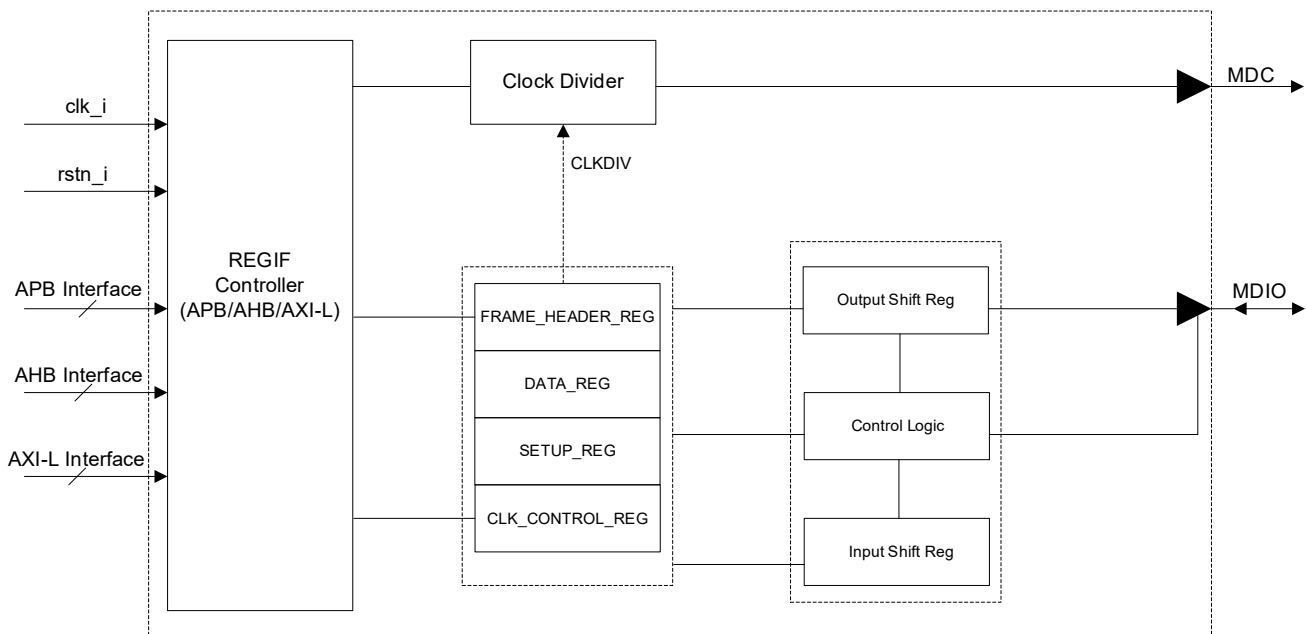 clk_i
rstn_i
APB Interface
AHB Interface
AXI-L Interface
REGIF
Controller
(APB/AHB/AXI-L)
Clock Divider
CLKDIV
FRAME_HEADER_REG
DATA_REG
SETUP_REG
CLK_CONTROL_REG
Output Shift Reg
Control Logic
Input Shift Reg
MDC
MDIO